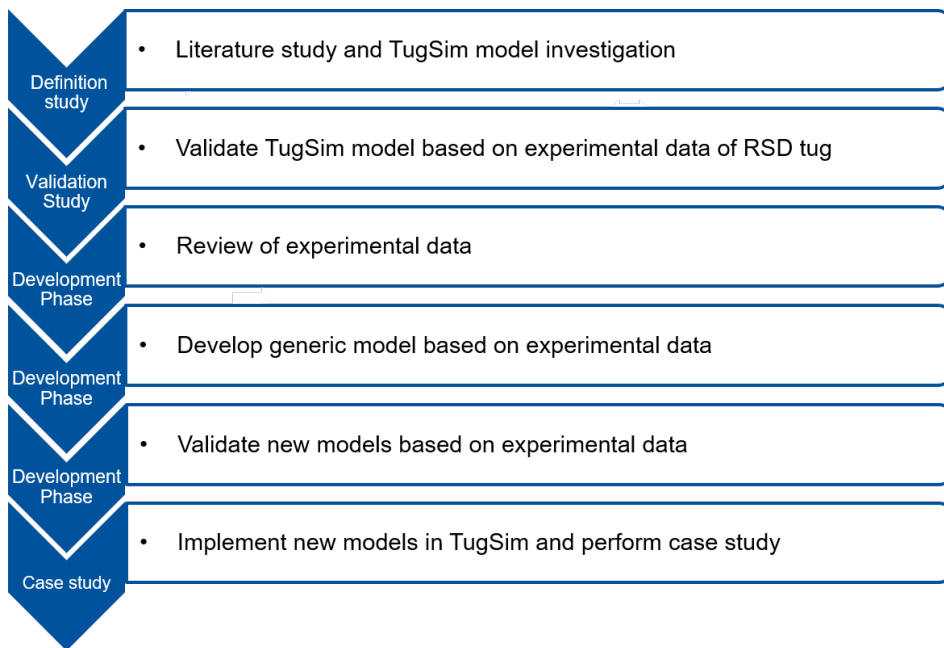 Definition
study
• Literature study and TugSim model investigation
Validation
Study
• Validate TugSim model based on experimental data of RSD tug
Development
Phase
• Review of experimental data
Development
Phase
• Develop generic model based on experimental data
Development
Phase
• Validate new models based on experimental data
Case study
• Implement new models in TugSim and perform case study